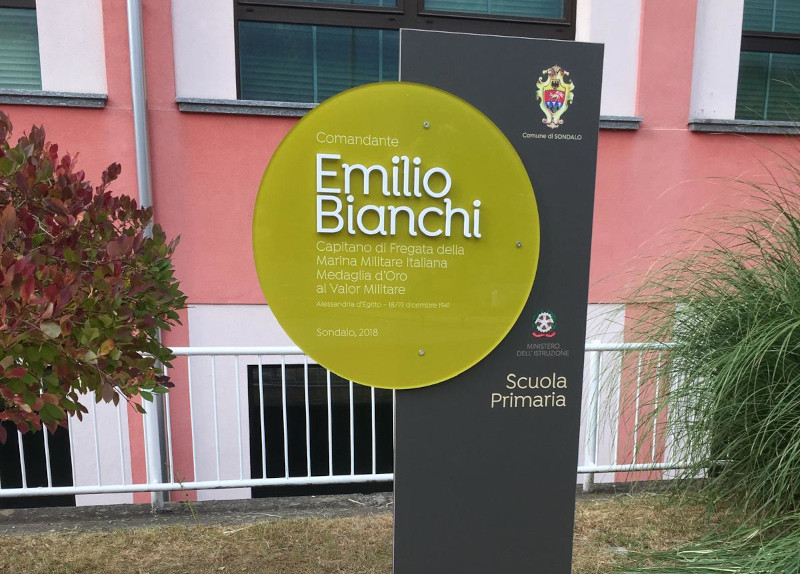 Comune di SONDALO
Comandante
Emilio
Bianchi
Capitano di Fregata della
Marina Militare Italiana
Medaglia d'Oro
al Valor Militare
Alessandria d'Egitto - 18/19 dicembre 1941
Sondalo, 2018
MINISTERO
DELL'ISTRUZIONE
Scuola
Primaria